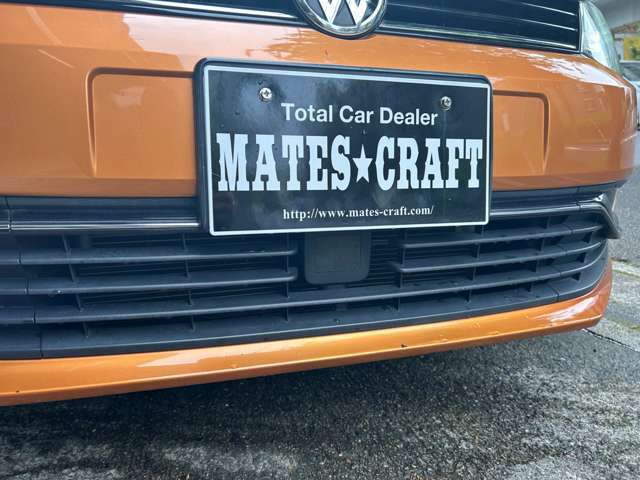 Total Car Dealer
MATES★CRAFT
http://www.mates-craft.com/